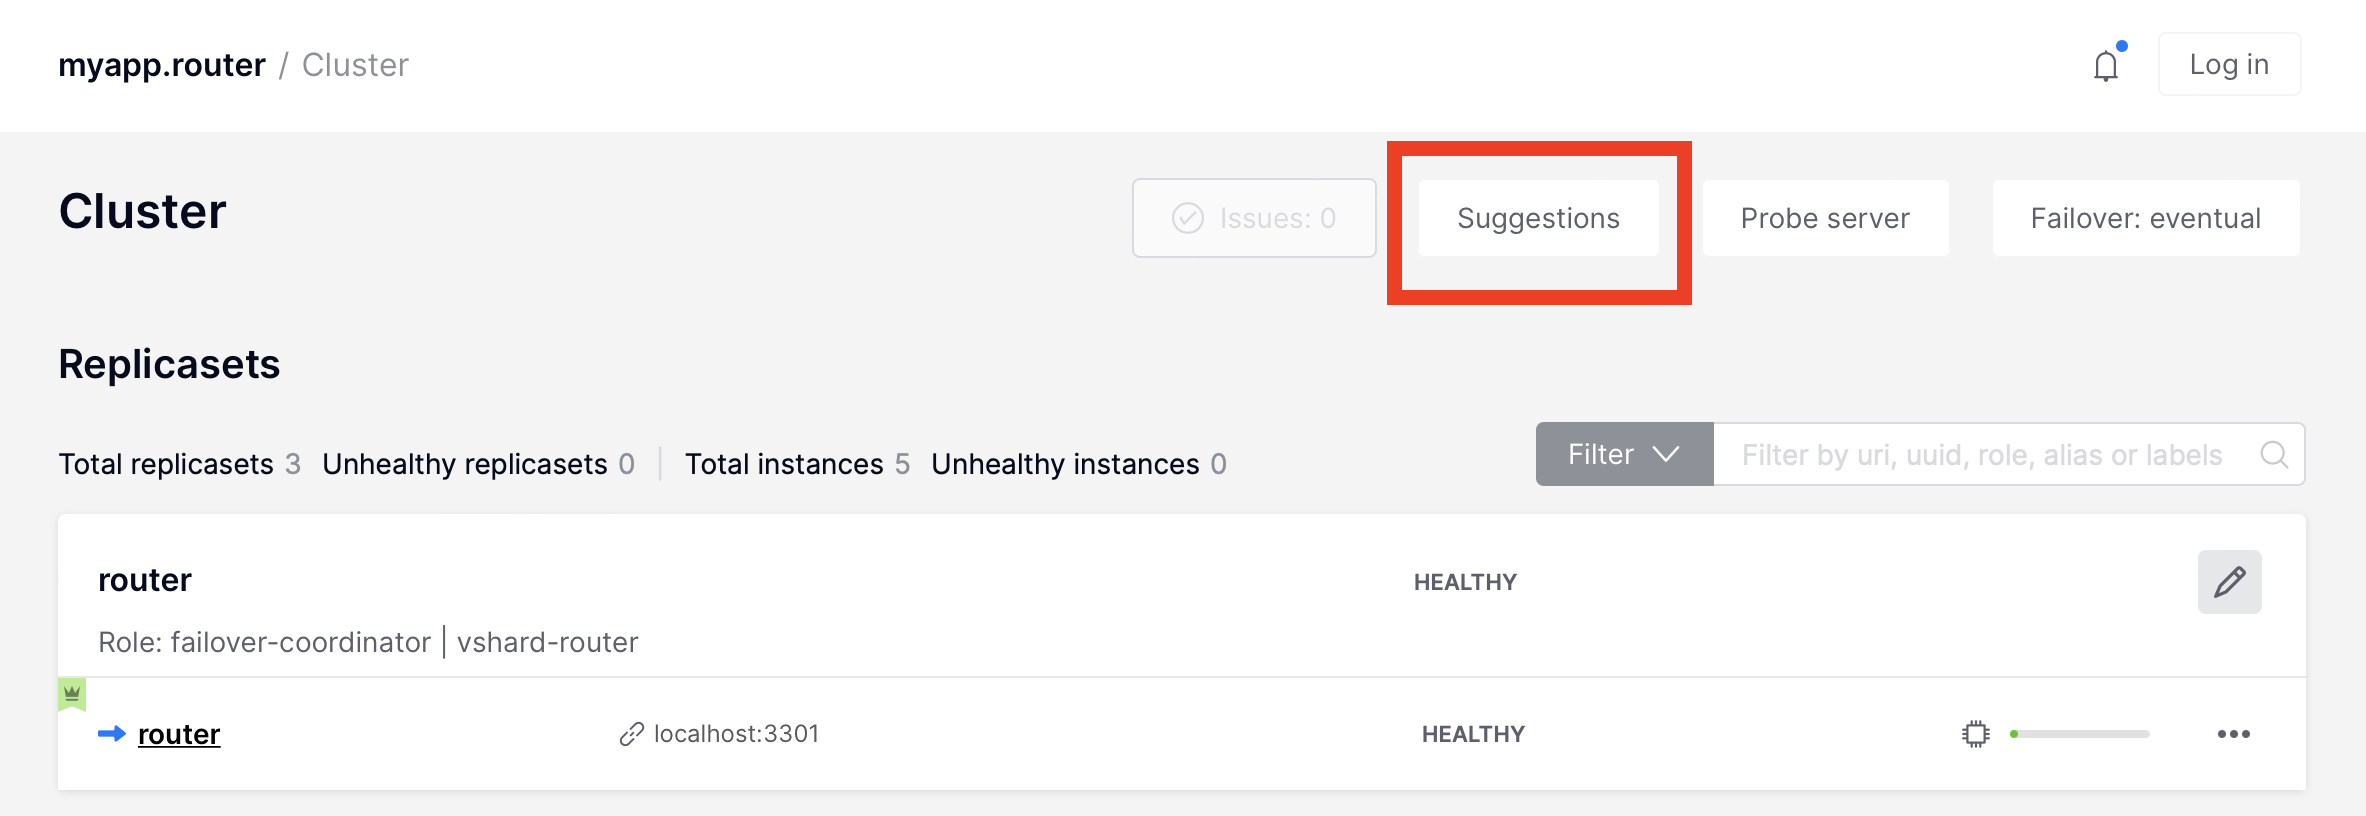 myapp.router / Cluster
Log in
Cluster
Issues: 0
Suggestions
Probe server
Failover: eventual
Replicasets
Total replicasets 3 Unhealthy replicasets 0 | Total instances 5 Unhealthy instances 0
Filter
Filter by uri, uuid, role, alias or labels
router
HEALTHY
Role: failover-coordinator | vshard-router
router
localhost:3301
HEALTHY